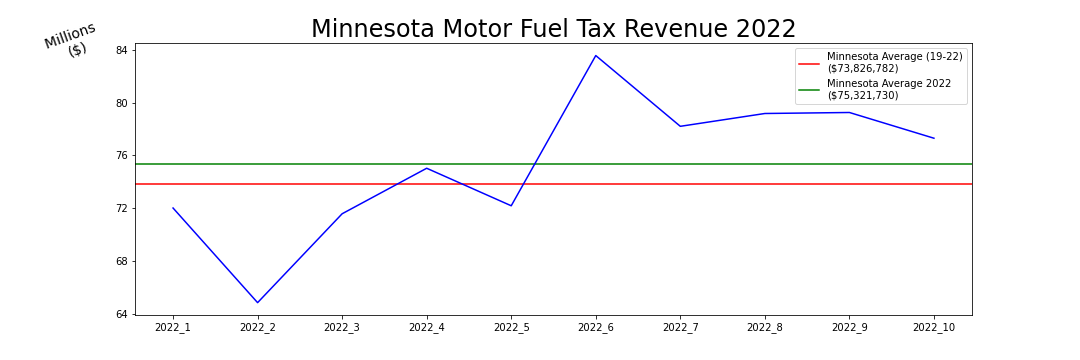 Minnesota Motor Fuel Tax Revenue 2022
Millions
($)
84
80
76
72
68
64
Minnesota Average (19-22)
($73,826,782)
Minnesota Average 2022
($75,321,730)
2022_1 2022_2 2022_3 2022_4 2022_5 2022_6 2022_7 2022_8 2022_9 2022_10